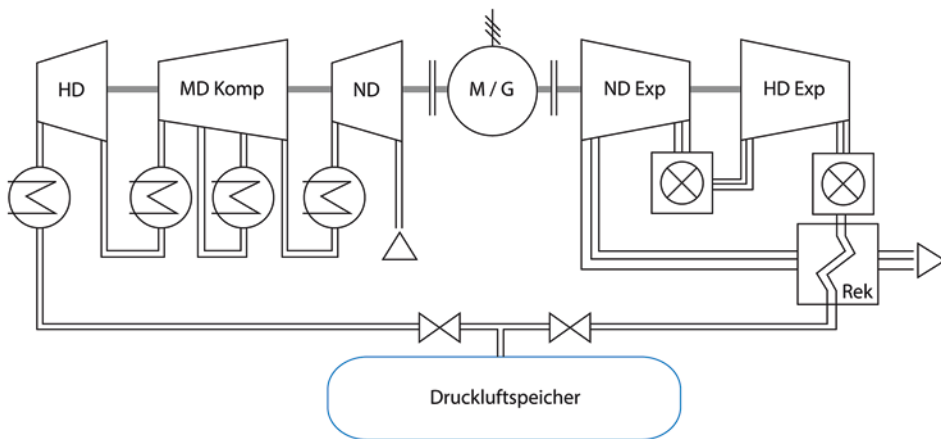 HD
MD Komp
ND
M / G
ND Exp
HD Exp
Rek
Druckluftspeicher